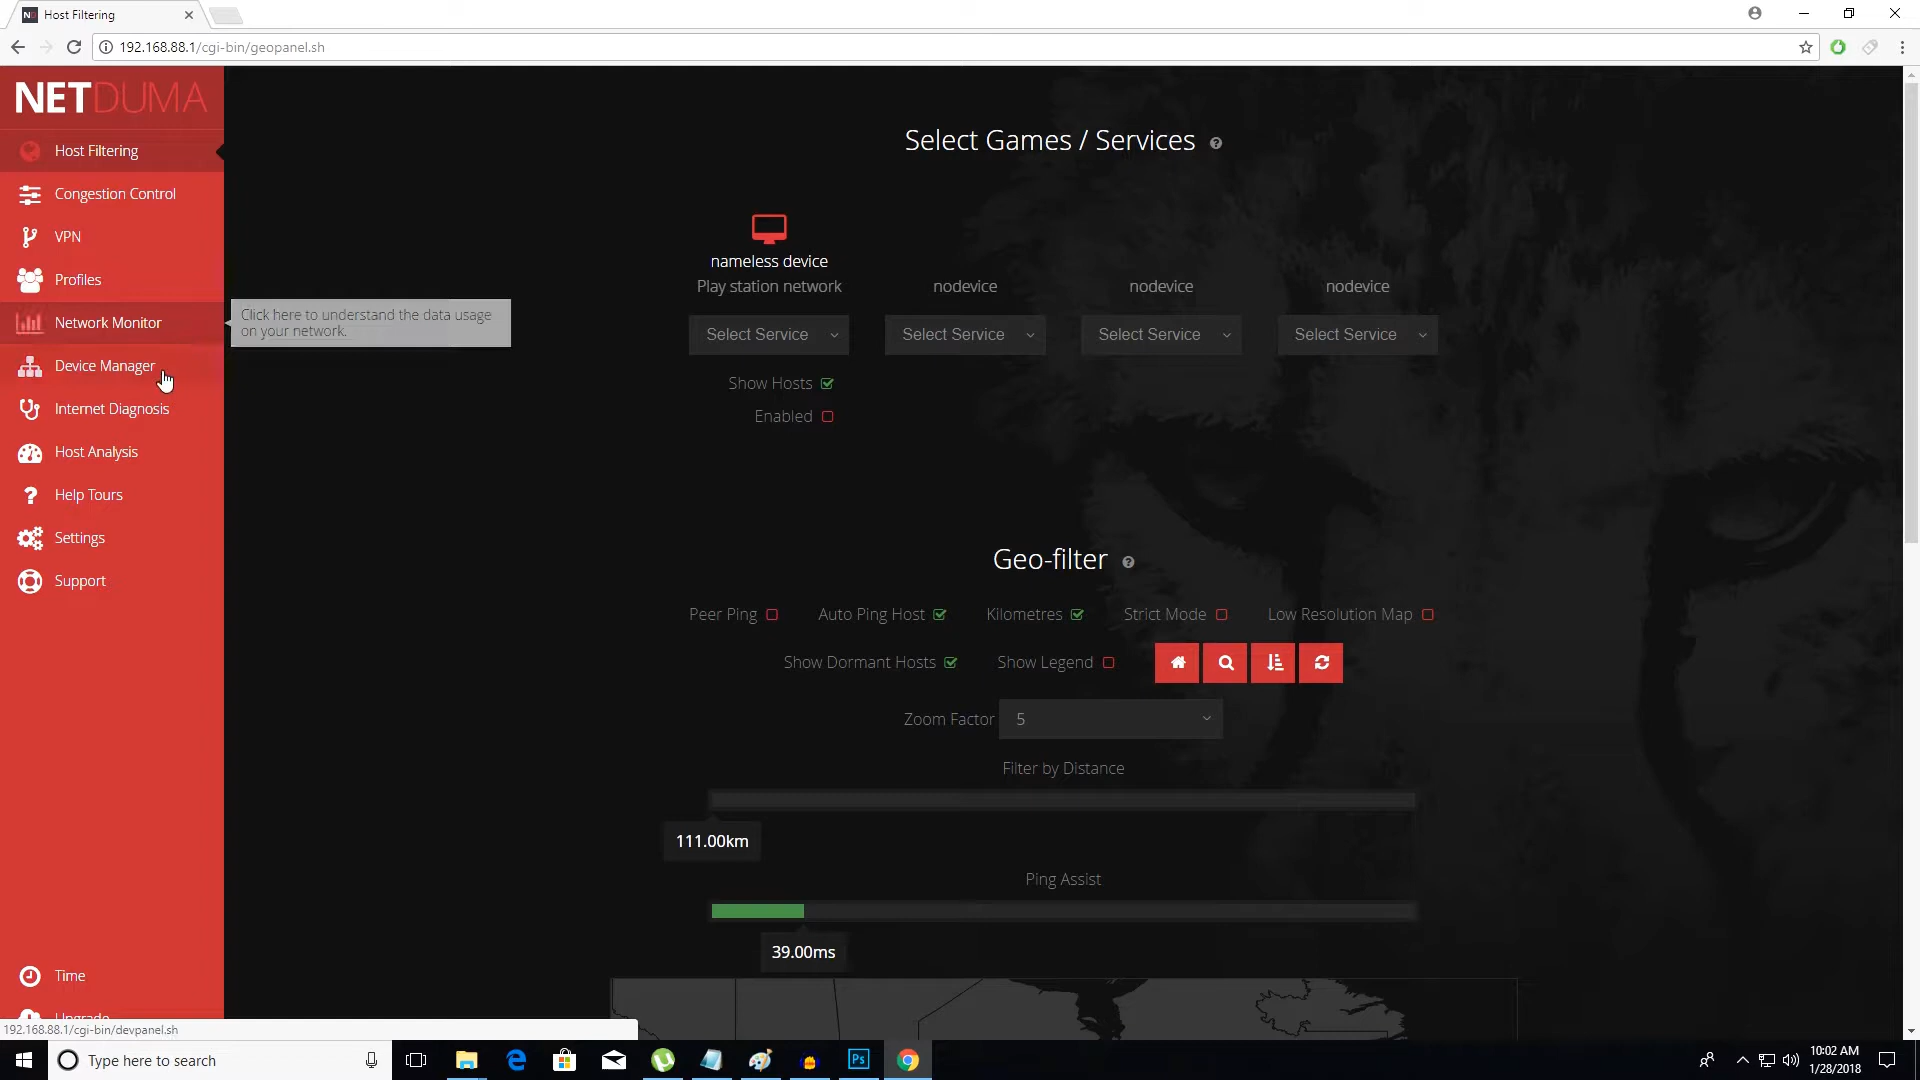 Host Filtering
192.168.88.1/cgi-bin/geopanel.sh
NETDUMA
Host Filtering
Congestion Control
VPN
Profiles
Network Monitor
Device Manager
Internet Diagnosis
Host Analysis
Help Tours
Settings
Support
Time
Upgrade
192.168.88.1/cgi-bin/devpanel.sh
Click here to understand the data usage
on your network.
Select Games / Services
nameless device
Play station network
nodevice
nodevice
nodevice
Select Service
Select Service
Select Service
Select Service
Show Hosts
Enabled
Geo-filter
Peer Ping
Auto Ping Host
Kilometres
Strict Mode
Low Resolution Map
Show Dormant Hosts
Show Legend
Zoom Factor
5
Filter by Distance
111.00km
Ping Assist
39.00ms
Type here to search
Ps
10:02 AM
1/28/2018